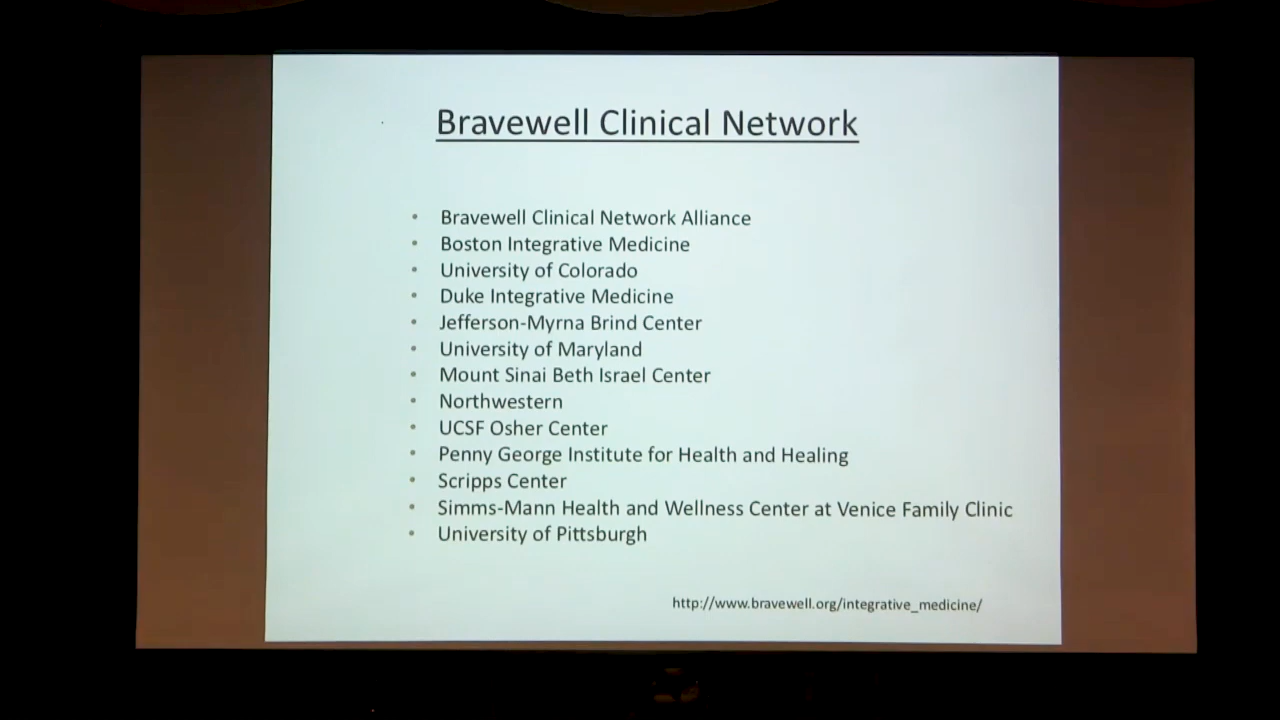 Bravewell Clinical Network
• Bravewell Clinical Network Alliance
• Boston Integrative Medicine
• University of Colorado
• Duke Integrative Medicine
• Jefferson-Myrna Brind Center
• University of Maryland
• Mount Sinai Beth Israel Center
• Northwestern
• UCSF Osher Center
• Penny George Institute for Health and Healing
• Scripps Center
• Simms-Mann Health and Wellness Center at Venice Family Clinic
• University of Pittsburgh
http://www.bravewell.org/integrative_medicine/